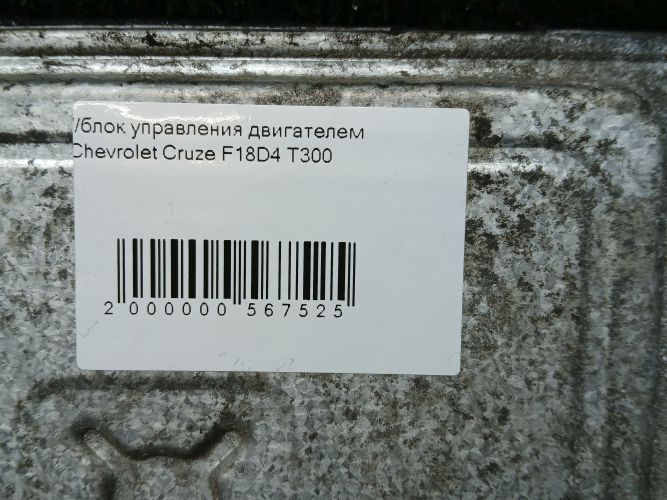 /блок управления двигателем
Chevrolet Cruze F18D4 T300
2 000000 567525